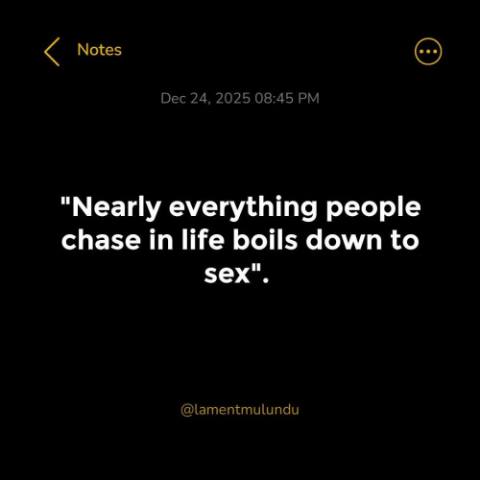 Notes
Dec 24, 2025 08:45 PM
"Nearly everything people
chase in life boils down to
sex".
@lamentmulundu